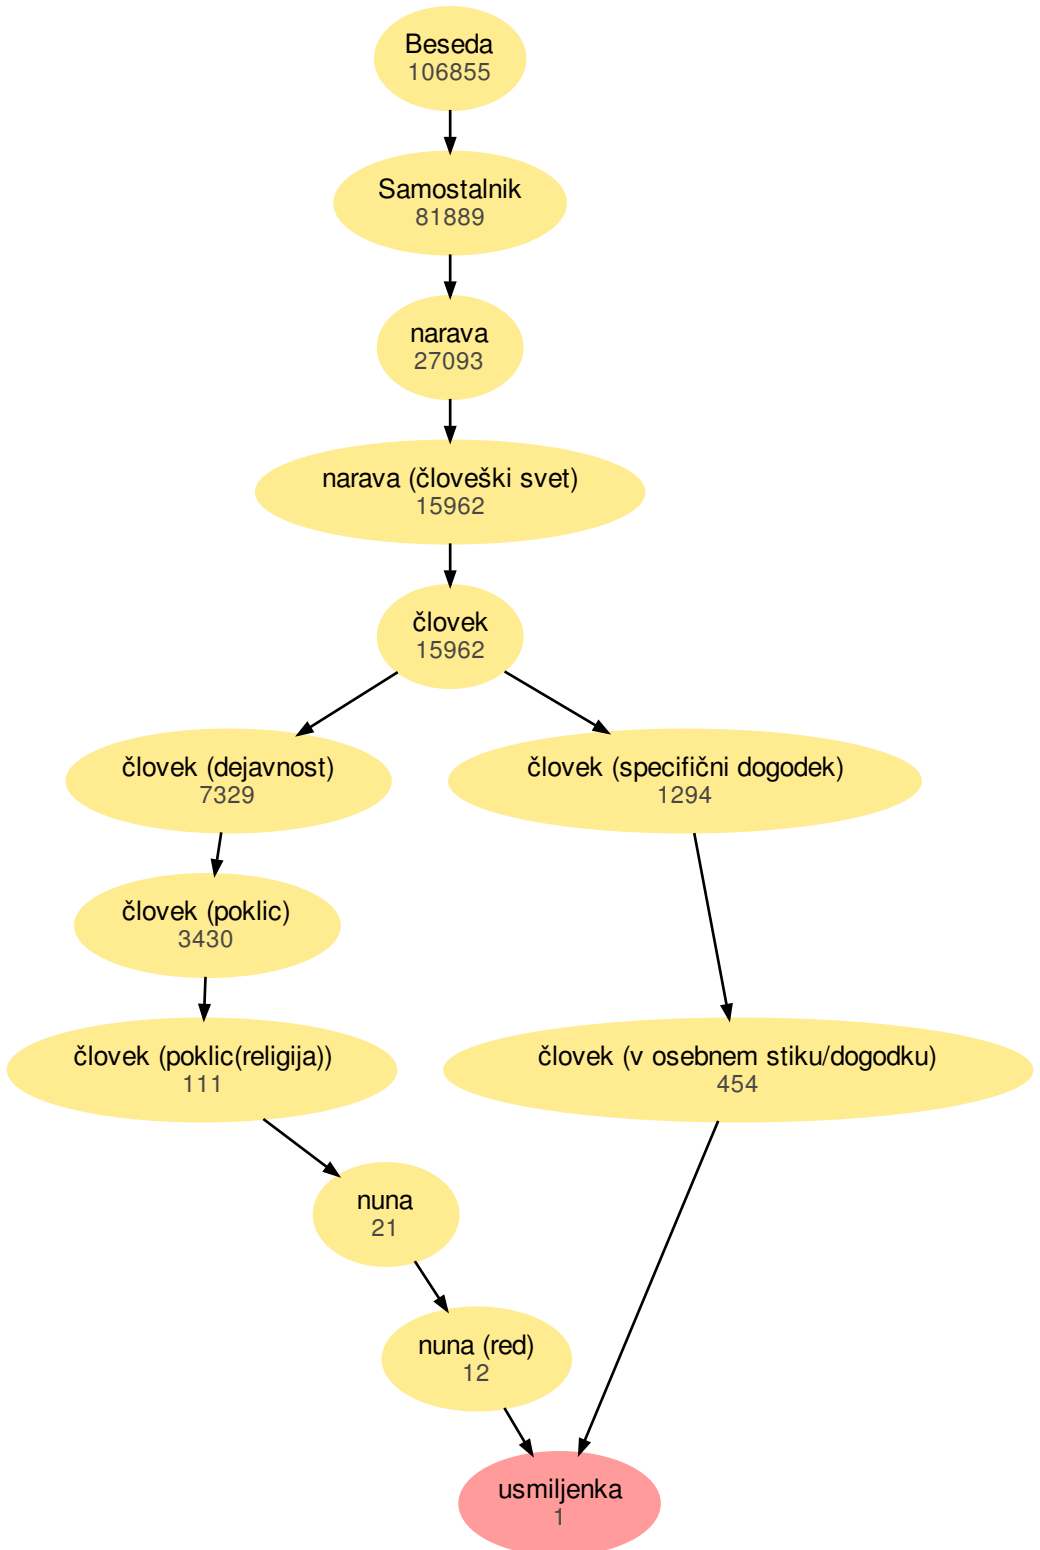 Beseda
106855
Samostalnik
81889
narava
27093
narava (človeški svet)
15962
človek
15962
človek (dejavnost)
7329
človek (specifični dogodek)
1294
človek (poklic)
3430
človek (poklic(religija))
111
človek (v osebnem stiku/dogodku)
454
nuna
21
nuna (red)
12
usmiljenka
1